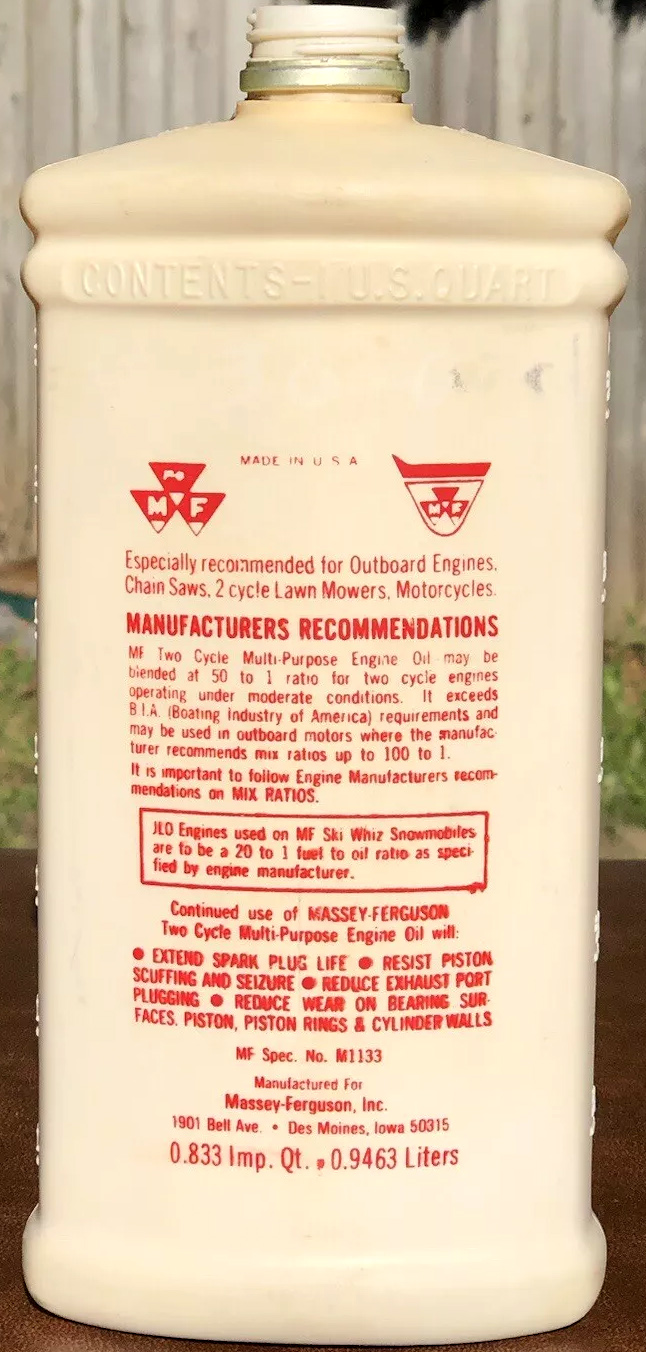 CONTENTS-1 U.S. QUART
MADE IN U S A
M F
M F
Especially recommended for Outboard Engines,
Chain Saws, 2 cycle Lawn Mowers, Motorcycles.
MANUFACTURERS RECOMMENDATIONS
MF Two Cycle Multi-Purpose Engine Oil may be
blended at 50 to 1 ratio for two cycle engines
operating under moderate conditions. It exceeds
B.I.A. (Boating Industry of America) requirements and
may be used in outboard motors where the manufac-
turer recommends mix ratios up to 100 to 1.
It is important to follow Engine Manufacturers recom-
mendations on MIX RATIOS.
JLO Engines used on MF Ski Whiz Snowmobiles
are to be a 20 to 1 fuel to oil ratio as speci-
fied by engine manufacturer.
Continued use of MASSEY-FERGUSON
Two Cycle Multi-Purpose Engine Oil will:
● EXTEND SPARK PLUG LIFE ● RESIST PISTON
SCUFFING AND SEIZURE ● REDUCE EXHAUST PORT
PLUGGING ● REDUCE WEAR ON BEARING SUR-
FACES, PISTON, PISTON RINGS & CYLINDER WALLS
MF Spec. No. M1133
Manufactured For
Massey-Ferguson, Inc.
1901 Bell Ave. • Des Moines, Iowa 50315
0.833 Imp. Qt. • 0.9463 Liters